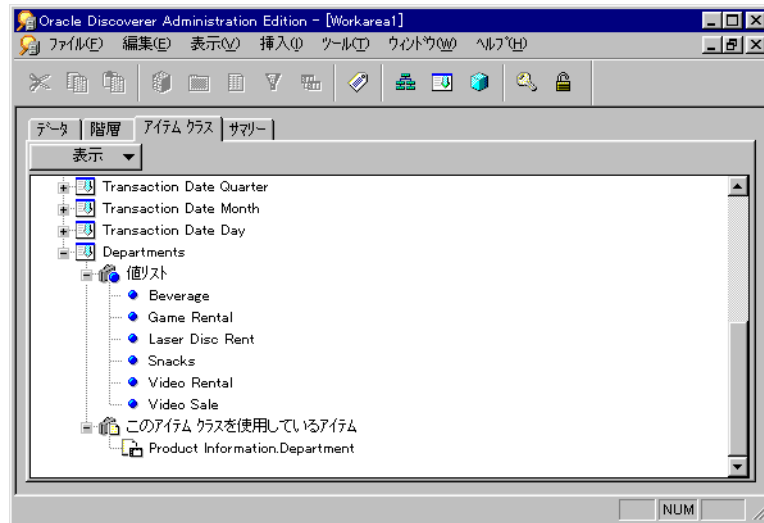 Oracle Discoverer Administration Edition - [Workarea1]
ファイル(F) 編集(E) 表示(V) 挿入(I) ツール(T) ウィンドウ(W) ヘルプ(H)
データ 階層 アイテム クラス サマリー
表示
Transaction Date Quarter
Transaction Date Month
Transaction Date Day
Departments
値リスト
Beverage
Game Rental
Laser Disc Rent
Snacks
Video Rental
Video Sale
このアイテム クラスを使用しているアイテム
Product Information.Department
NUM